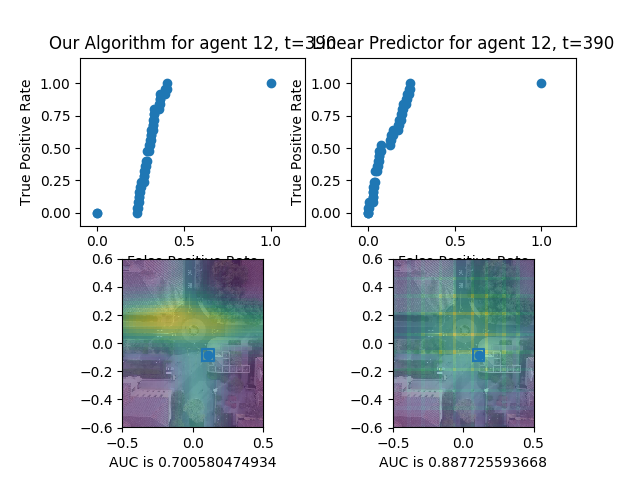 Our Algorithm for agent 12, t=390
Linear Predictor for agent 12, t=390
True Positive Rate
1.00
0.75
0.50
0.25
0.00
0.0 0.5 1.0
False Positive Rate
True Positive Rate
1.00
0.75
0.50
0.25
0.00
0.0 0.5 1.0
False Positive Rate
0.6
0.4
0.2
0.0
−0.2
−0.4
−0.6
−0.5 0.0 0.5
AUC is 0.700580474934
0.6
0.4
0.2
0.0
−0.2
−0.4
−0.6
−0.5 0.0 0.5
AUC is 0.887725593668